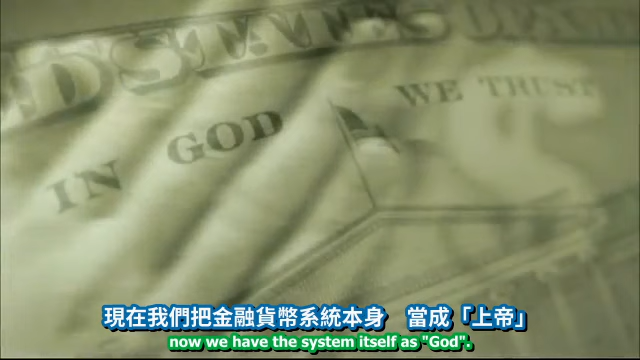 D STATES OF A
IN GOD WE TRUST
現在我們把金融貨幣系統本身　當成「上帝」
now we have the system itself as "God".